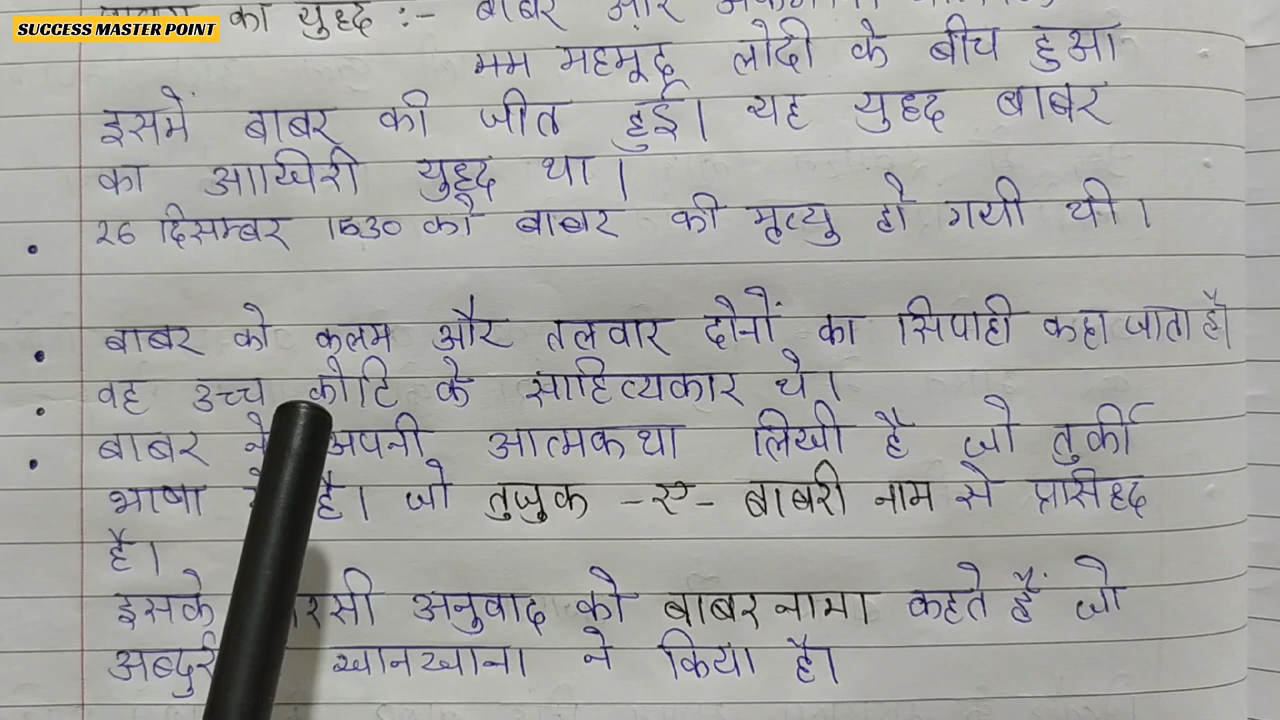 SUCCESS MASTER POINT
का युद्ध :- बाबर और
मम महमूद लोदी के बीच हुआ
इसमें बाबर की जीत हुई। यह युद्ध बाबर
का आखिरी युद्ध था।
• 26 दिसम्बर 1530 को बाबर की मृत्यु हो गयी थी।
• बाबर को कलम और तलवार दोनों का सिपाही कहा जाता है।
• वह उच्च कोटि के साहित्यकार थे।
• बाबर ने अपनी आत्मकथा लिखी है जो तुर्की
भाषा है। जो तुजुक -ए- बाबरी नाम से प्रसिद्ध
है।
इसके अनुवाद को बाबरनामा कहते हैं जो
खानखाना ने किया है।